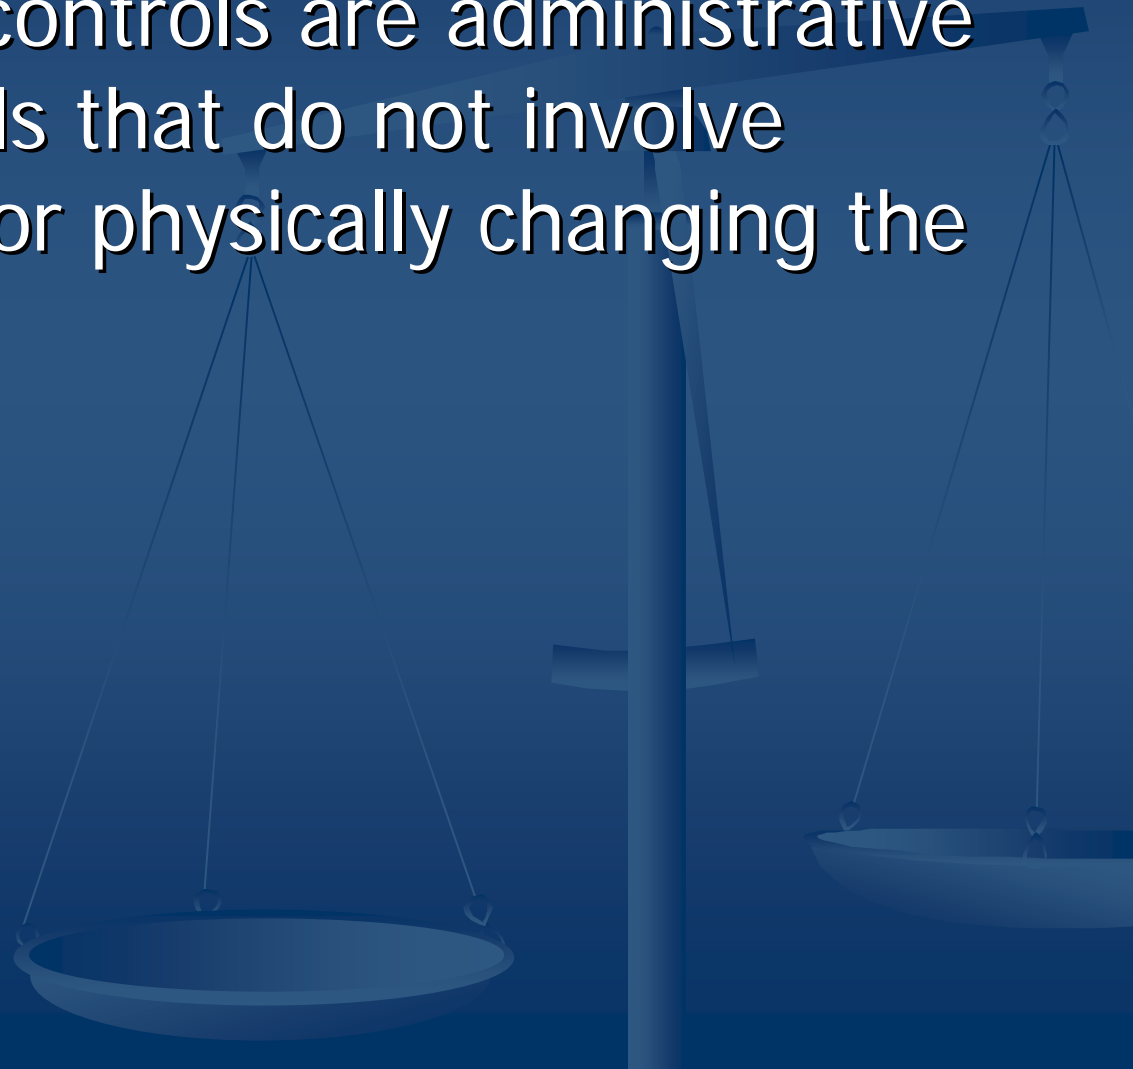 controls are administrative
ls that do not involve
or physically changing the